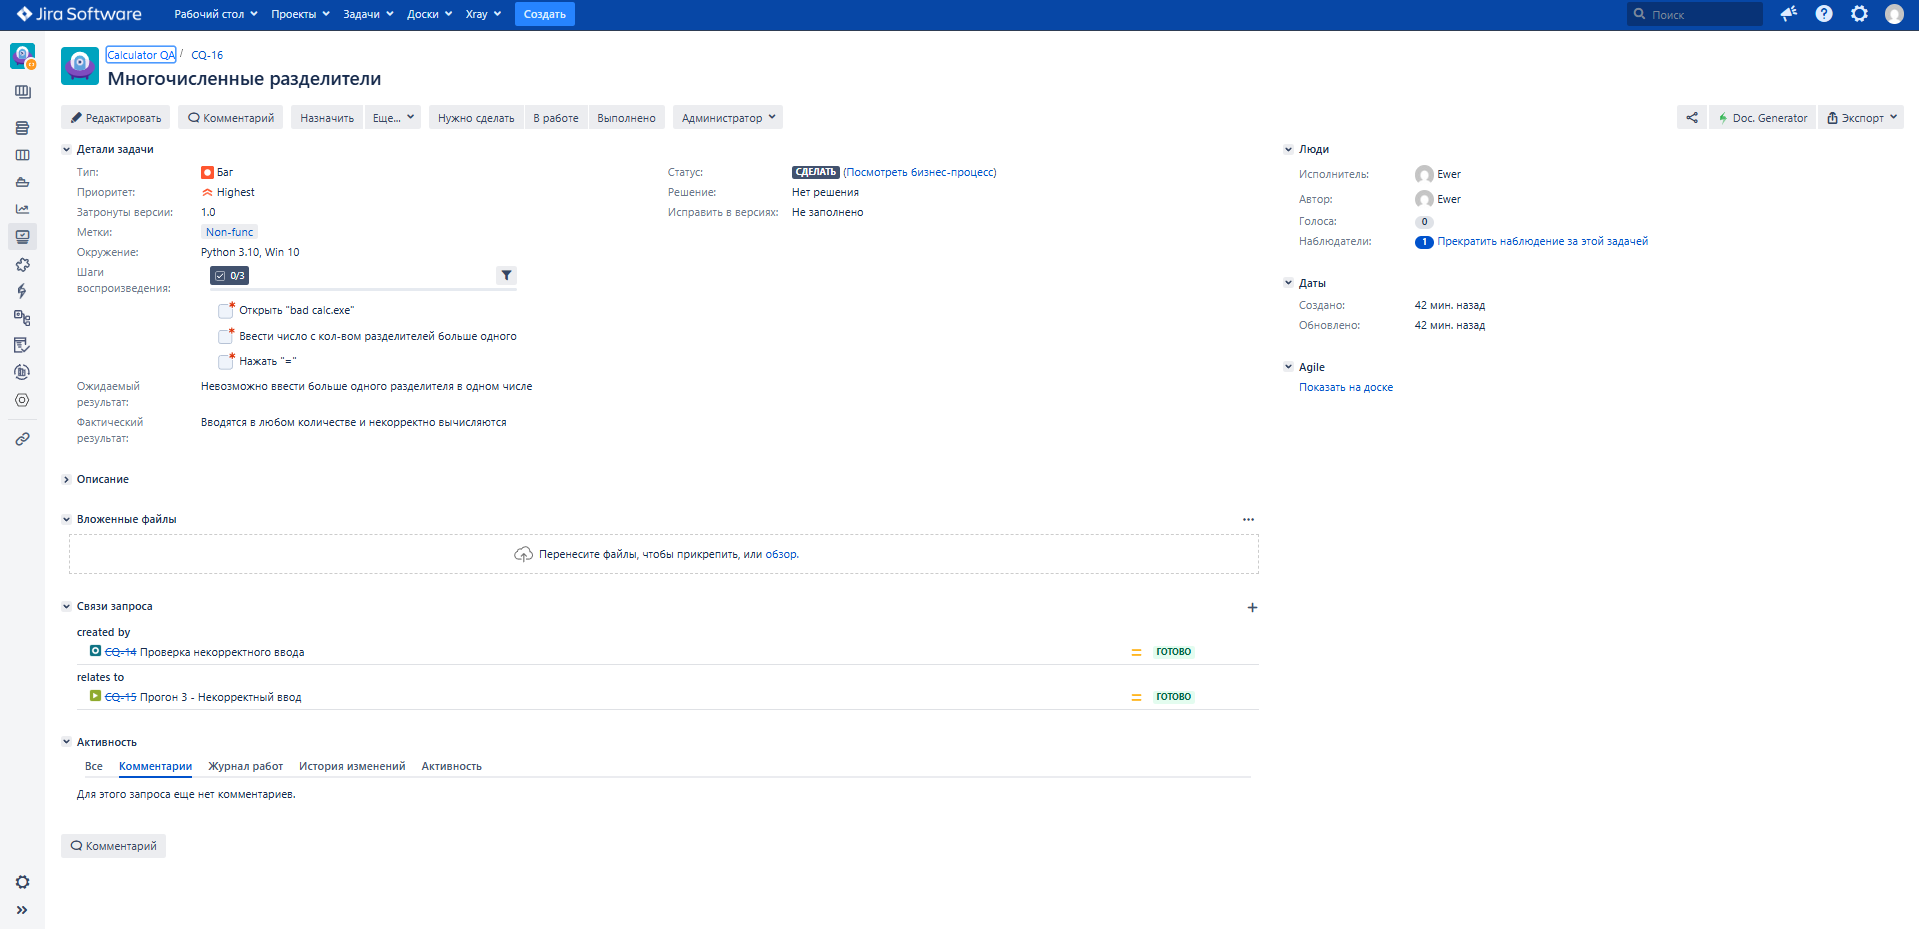 Jira Software Рабочий стол Проекты Задачи Доски Xray Создать Поиск
Calculator QA / CQ-16
Многочисленные разделители
Редактировать Комментарий Назначить Еще... Нужно сделать В работе Выполнено Администратор Doc. Generator Экспорт
Детали задачи
Тип: Баг
Приоритет: Highest
Затронуты версии: 1.0
Метки: Non-func
Окружение: Python 3.10, Win 10
Шаги воспроизведения: 0/3
* Открыть "bad calc.exe"
* Ввести число с кол-вом разделителей больше одного
* Нажать "="
Ожидаемый результат: Невозможно ввести больше одного разделителя в одном числе
Фактический результат: Вводятся в любом количестве и некорректно вычисляются
Статус: СДЕЛАТЬ (Посмотреть бизнес-процесс)
Решение: Нет решения
Исправить в версиях: Не заполнено
Описание
Вложенные файлы
Перенесите файлы, чтобы прикрепить, или обзор.
Связи запроса
created by
CQ-14 Проверка некорректного ввода ГОТОВО
relates to
CQ-15 Прогон 3 - Некорректный ввод ГОТОВО
Активность
Все Комментарии Журнал работ История изменений Активность
Для этого запроса еще нет комментариев.
Комментарий
Люди
Исполнитель: Ewer
Автор: Ewer
Голоса: 0
Наблюдатели: 1 Прекратить наблюдение за этой задачей
Даты
Создано: 42 мин. назад
Обновлено: 42 мин. назад
Agile
Показать на доске